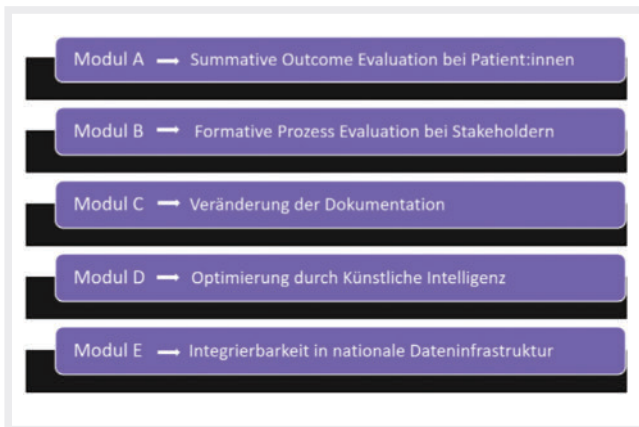 Modul A → Summative Outcome Evaluation bei Patient:innen
Modul B → Formative Prozess Evaluation bei Stakeholdern
Modul C → Veränderung der Dokumentation
Modul D → Optimierung durch Künstliche Intelligenz
Modul E → Integrierbarkeit in nationale Dateninfrastruktur